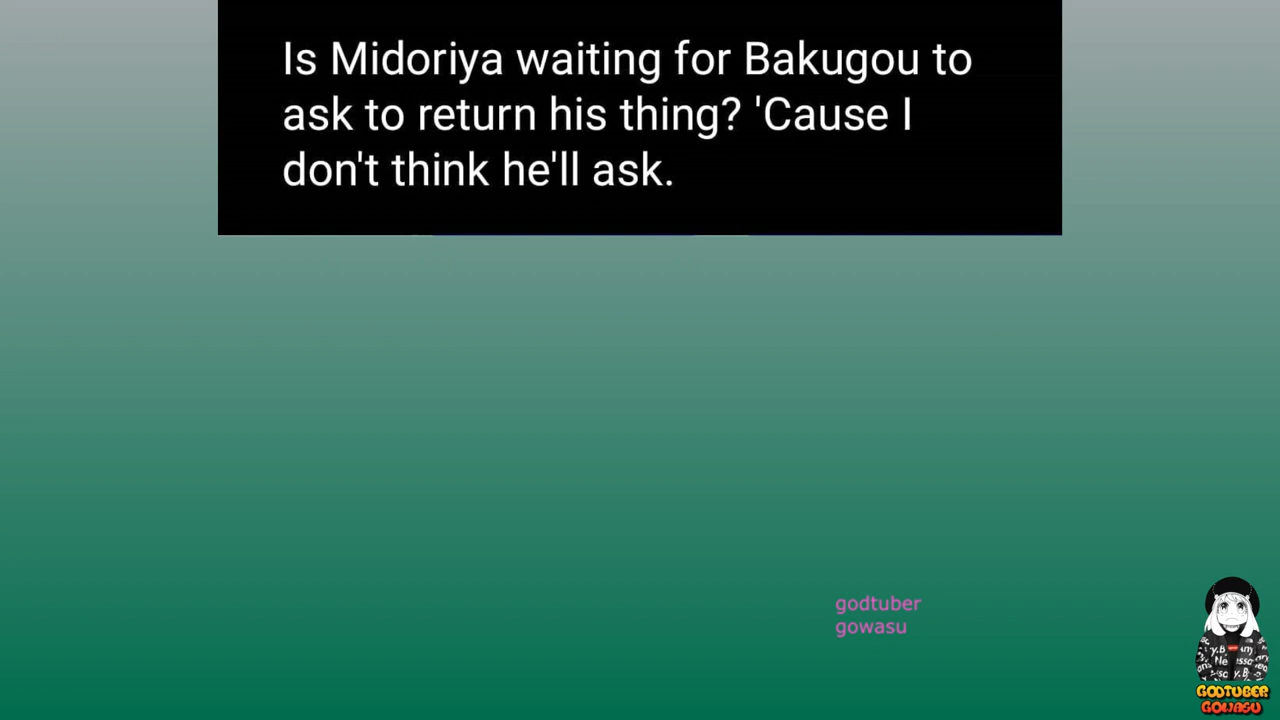 Is Midoriya waiting for Bakugou to
ask to return his thing? 'Cause I
don't think he'll ask.
godtuber
gowasu
GODTUBER
GOWASU